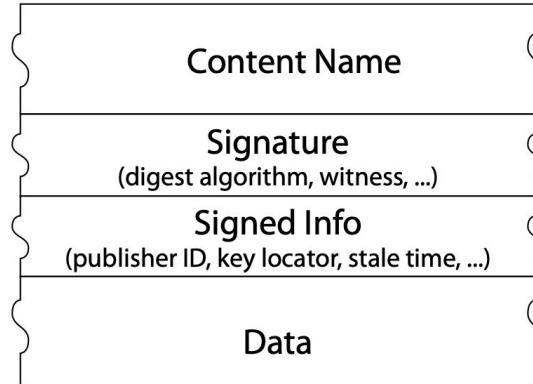 Content Name
Signature
(digest algorithm, witness, ...)
Signed Info
(publisher ID, key locator, stale time, ...)
Data